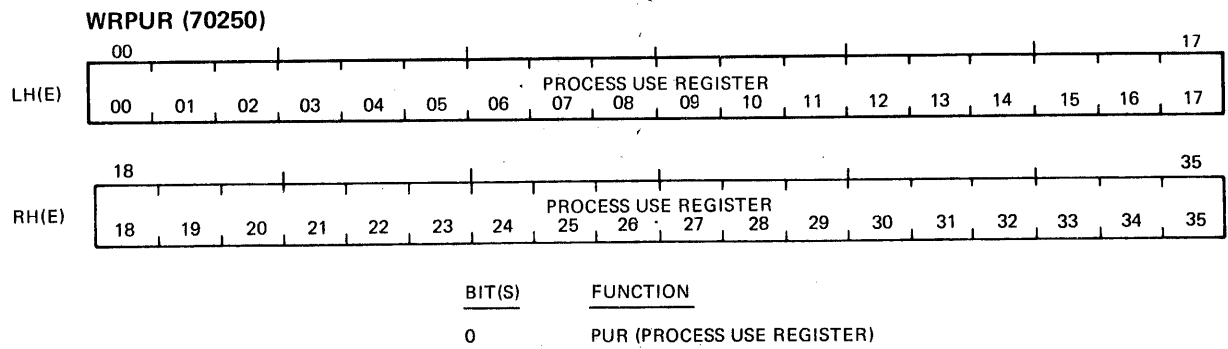 WRPUR (70250)
00 17
LH(E) PROCESS USE REGISTER
00 01 02 03 04 05 06 07 08 09 10 11 12 13 14 15 16 17
18 35
RH(E) PROCESS USE REGISTER
18 19 20 21 22 23 24 25 26 27 28 29 30 31 32 33 34 35
BIT(S) FUNCTION
0 PUR (PROCESS USE REGISTER)